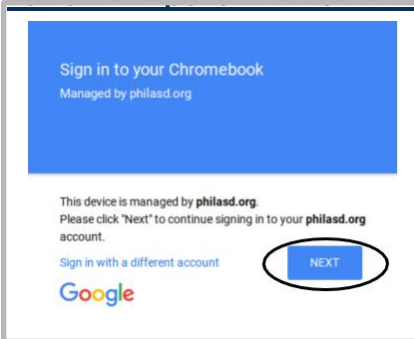 Sign in to your Chromebook
Managed by philasd.org
This device is managed by philasd.org.
Please click "Next" to continue signing in to your philasd.org
account.
Sign in with a different account
NEXT
Google